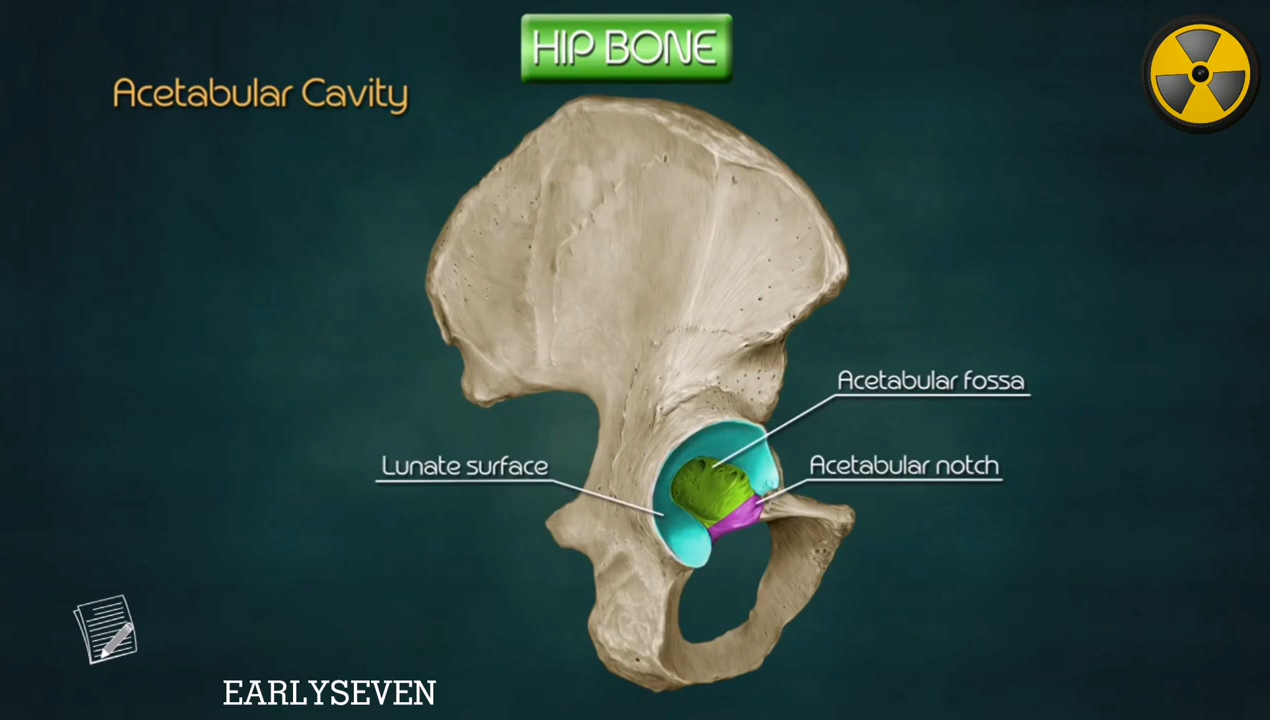 HIP BONE
Acetabular Cavity
Acetabular fossa
Lunate surface
Acetabular notch
EARLYSEVEN